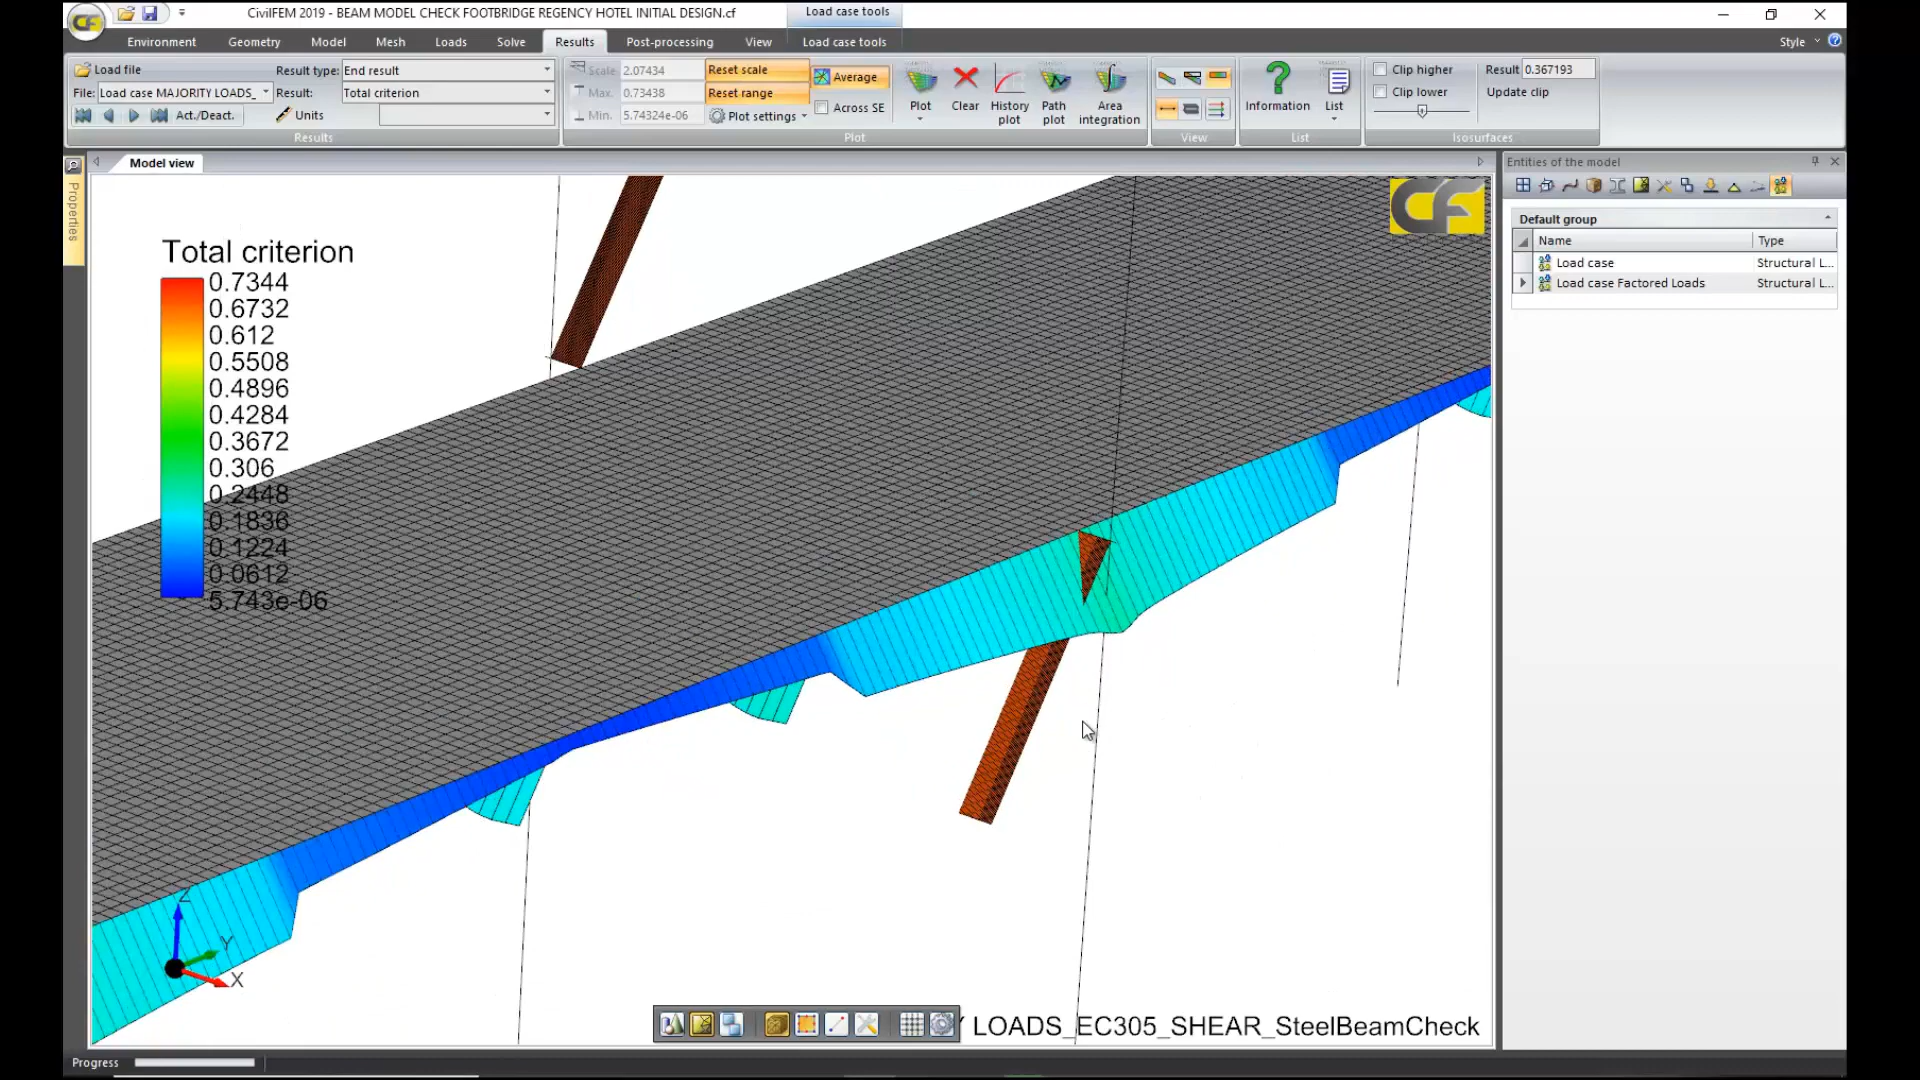 CivilFEM 2019 - BEAM MODEL CHECK FOOTBRIDGE REGENCY HOTEL INITIAL DESIGN.cf
Load case tools
Environment Geometry Model Mesh Loads Solve Results Post-processing View Load case tools
Style
Load file
Result type: End result
File: Load case MAJORITY LOADS_
Result: Total criterion
Act./Deact.
Units
Results
Scale 2.07434
Max. 0.73438
Min. 5.74324e-06
Reset scale
Reset range
Plot settings
Average
Across SE
Plot
Clear
History plot
Path plot
Area integration
Plot
View
Information
List
List
Clip higher
Clip lower
Result 0.367193
Update clip
Isosurfaces
Properties
Model view
CF
CF
Total criterion
0.7344
0.6732
0.612
0.5508
0.4896
0.4284
0.3672
0.306
0.2448
0.1836
0.1224
0.0612
5.743e-06
Z
Y
X
LOADS_EC305_SHEAR_SteelBeamCheck
Entities of the model
Default group
Name Type
Load case Structural L...
Load case Factored Loads Structural L...
Progress